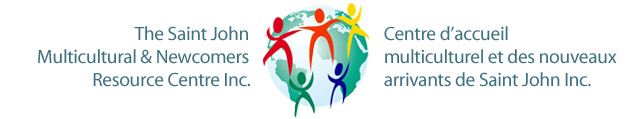 The Saint John
Multicultural & Newcomers
Resource Centre Inc.
Centre d’accueil
multiculturel et des nouveaux
arrivants de Saint John Inc.